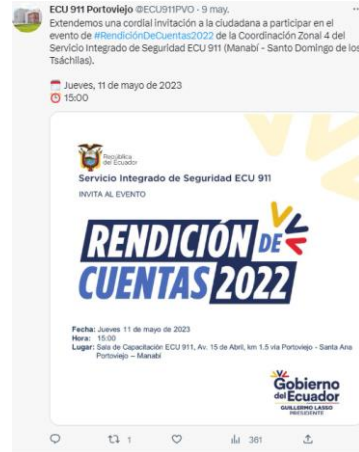 ECU 911 Portoviejo @ECU911PVO · 9 may.
Extendemos una cordial invitación a la ciudadana a participar en el
evento de #RendiciónDeCuentas2022 de la Coordinación Zonal 4 del
Servicio Integrado de Seguridad ECU 911 (Manabí - Santo Domingo de los
Tsáchilas).
Jueves, 11 de mayo de 2023
15:00
República
del Ecuador
Servicio Integrado de Seguridad ECU 911
INVITA AL EVENTO
RENDICIÓN DE
CUENTAS 2022
Fecha: Jueves 11 de mayo de 2023
Hora: 15:00
Lugar: Sala de Capacitación ECU 911, Av. 15 de Abril, km 1.5 vía Portoviejo - Santa Ana
Portoviejo – Manabí
Gobierno
del Ecuador
GUILLERMO LASSO
PRESIDENTE
1
361